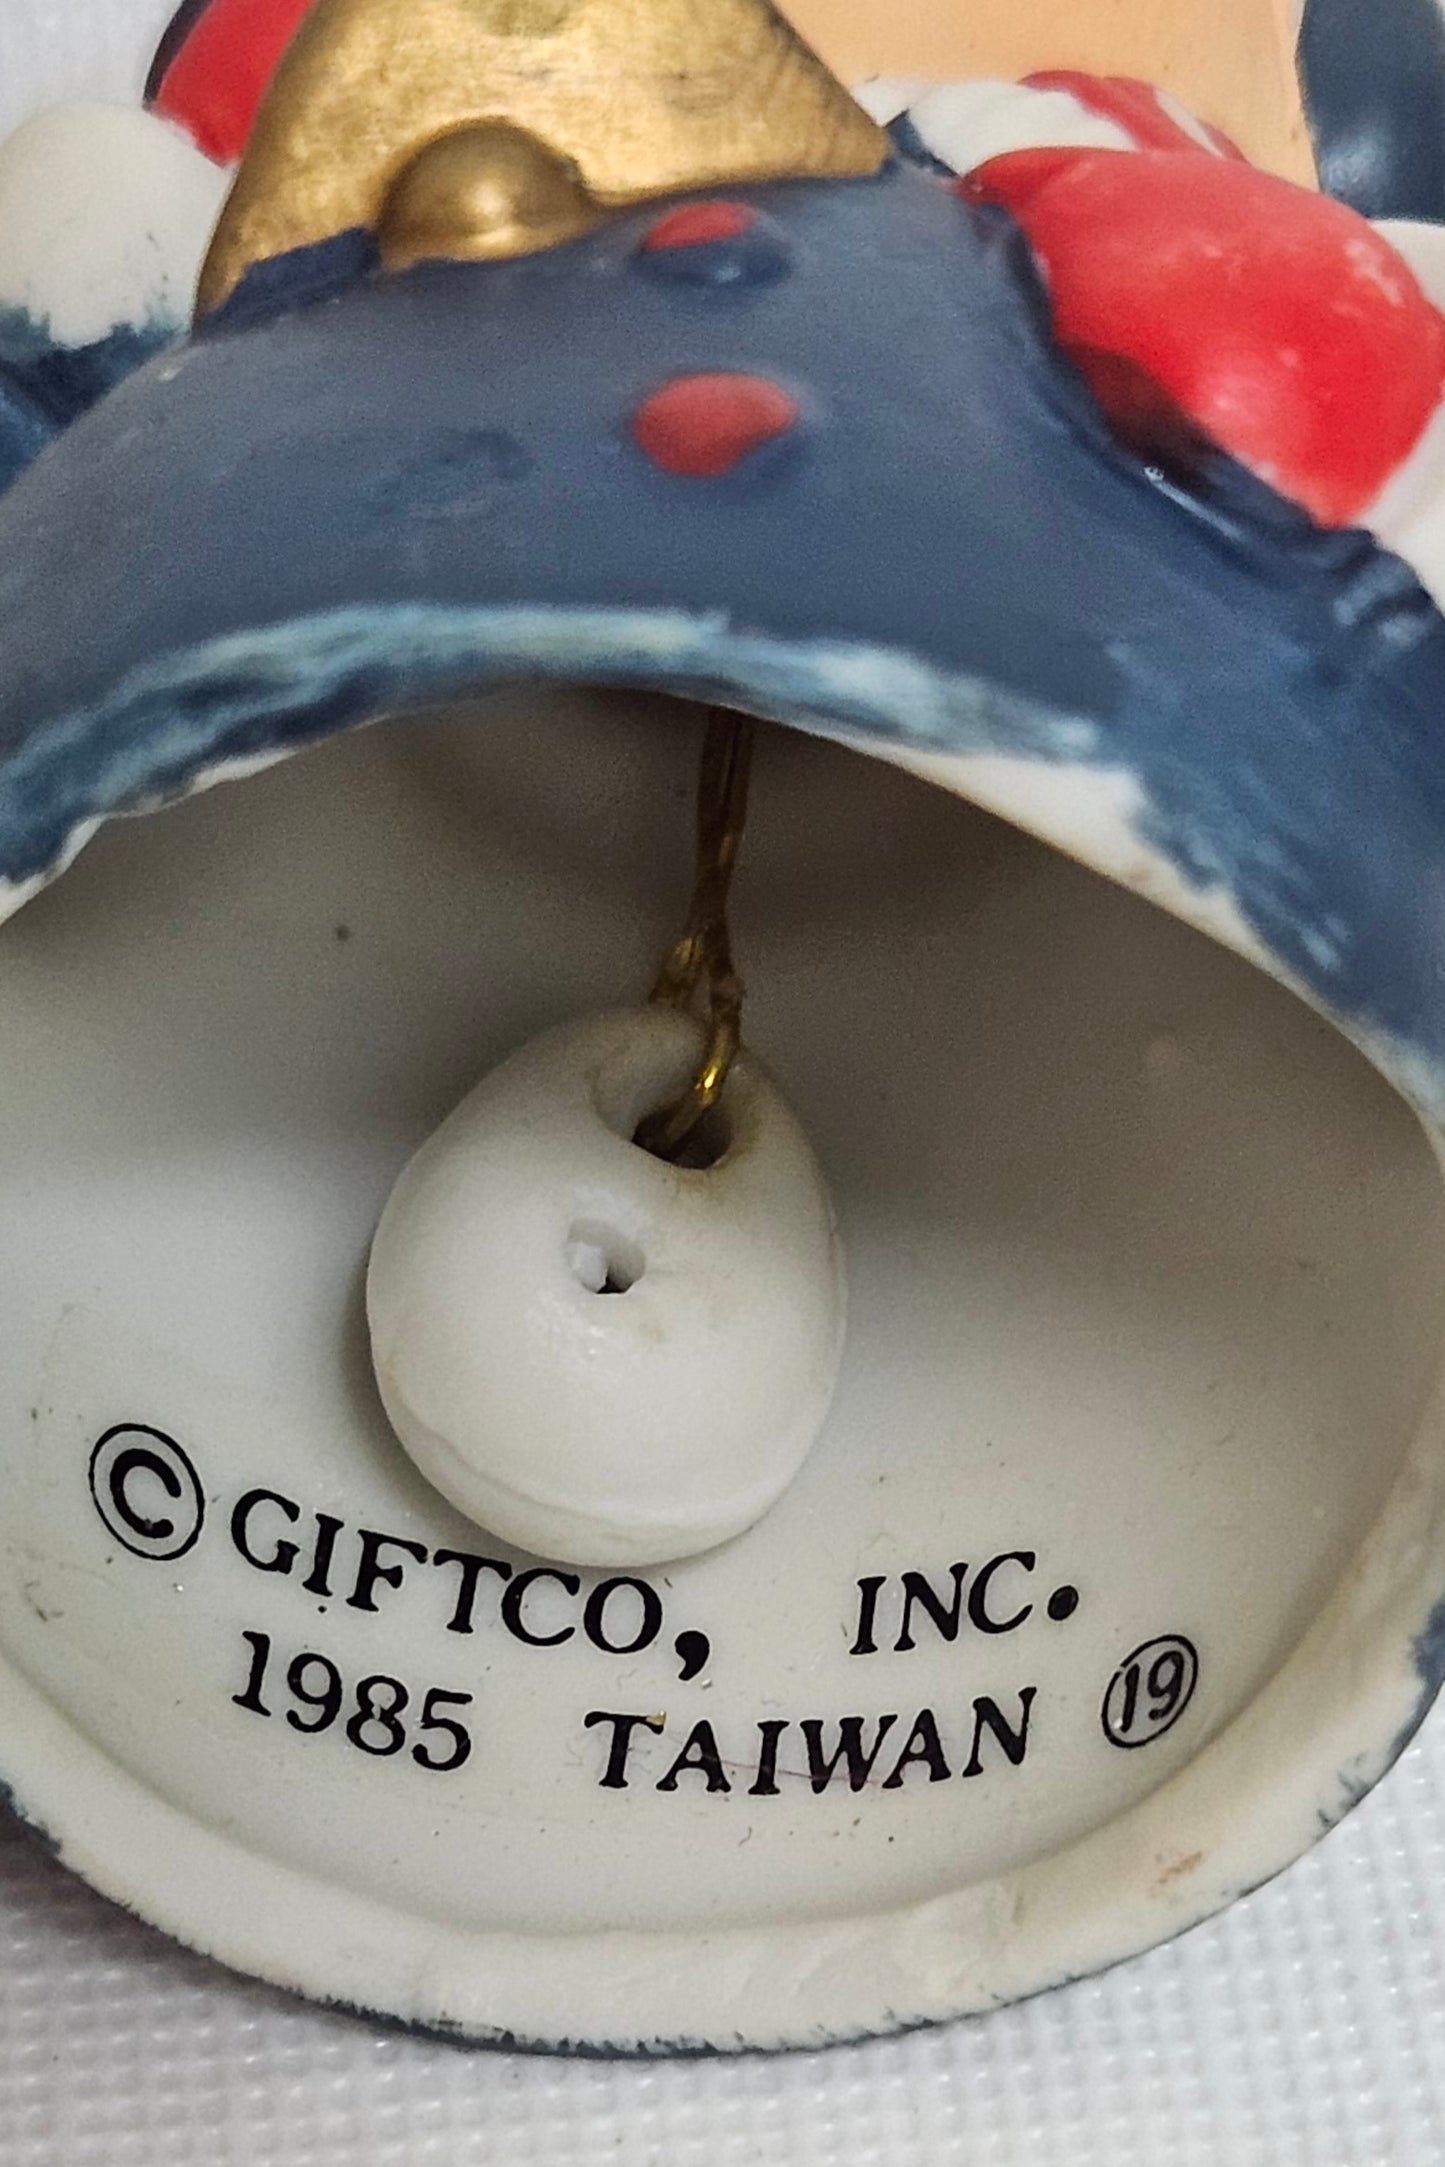 © GIFTCO, INC.
1985 TAIWAN ⑲